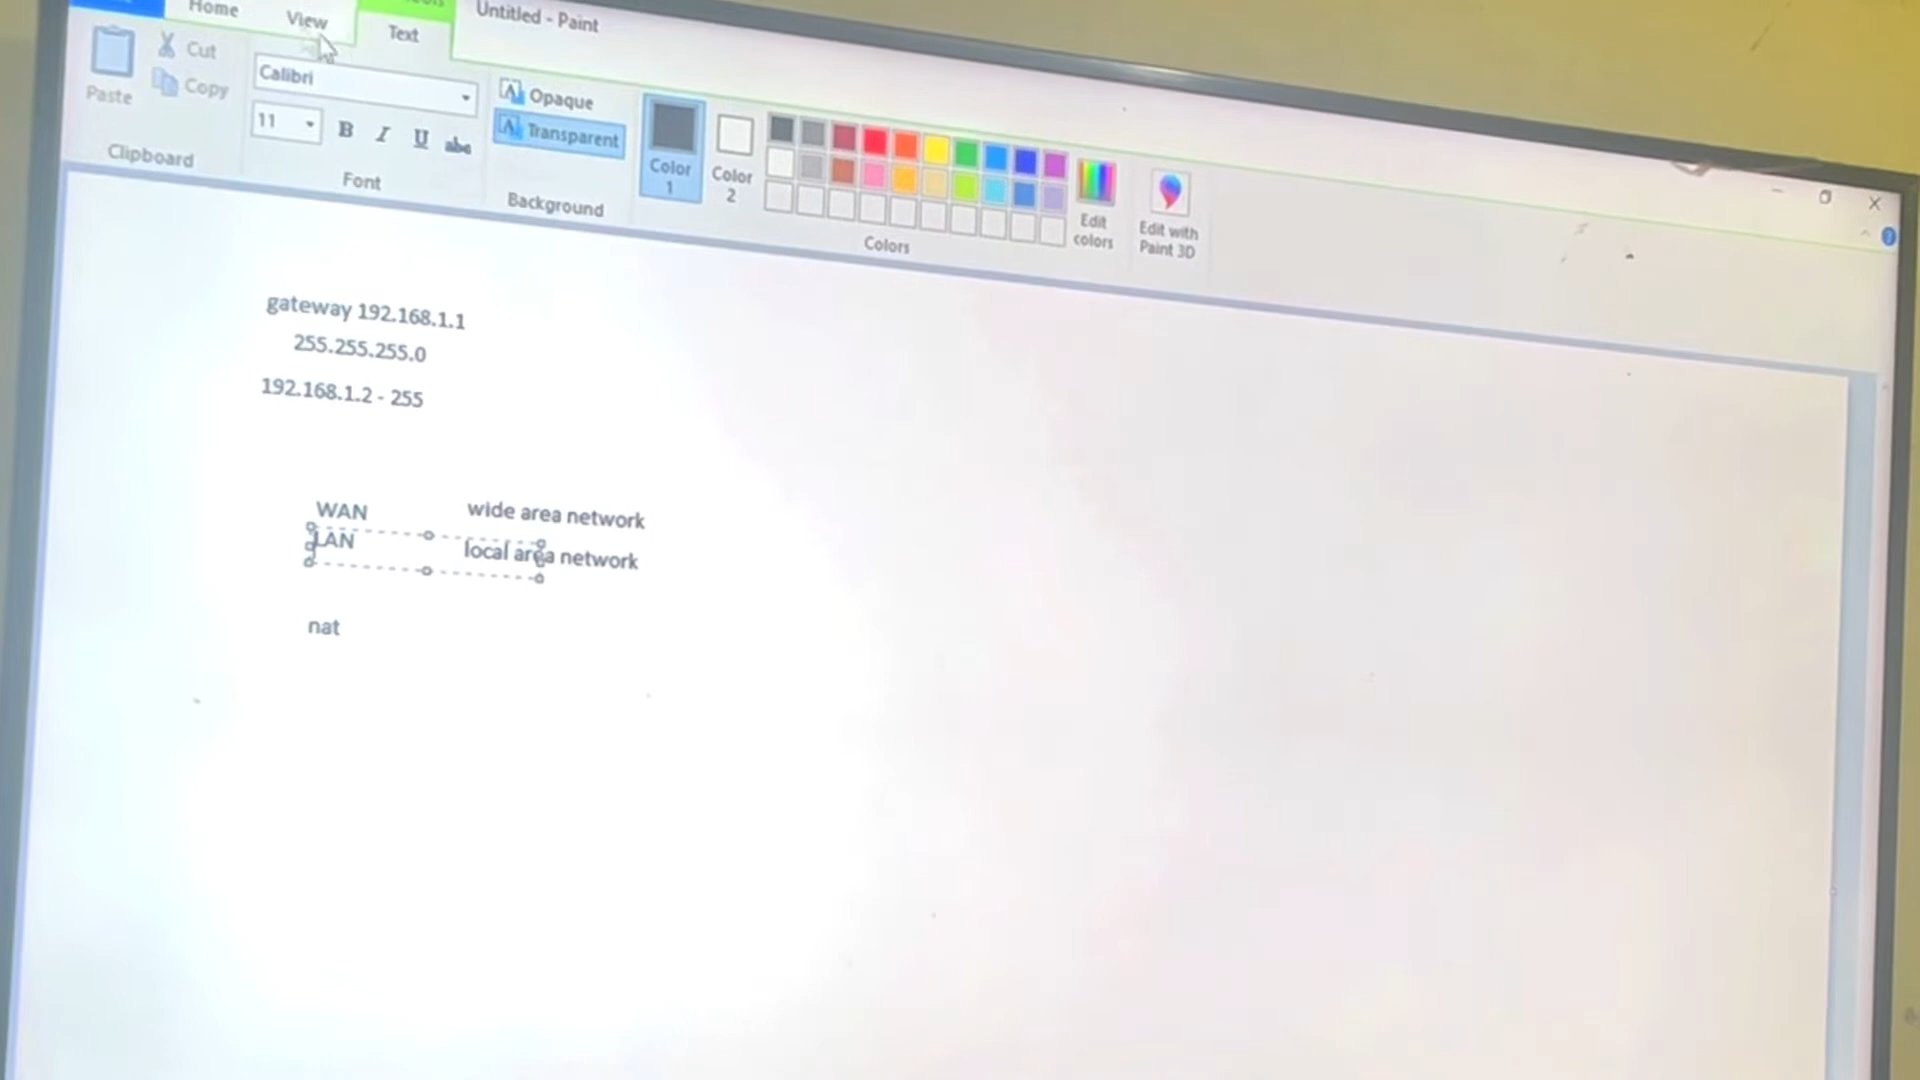 Untitled - Paint
Home View Text
Paste
Cut
Copy
Clipboard
Calibri
11 B I U abc
Font
Opaque
Transparent
Background
Color 1
Color 2
Colors
Edit colors
Edit with Paint 3D
gateway 192.168.1.1
255.255.255.0
192.168.1.2 - 255
WAN wide area network
LAN local area network
nat